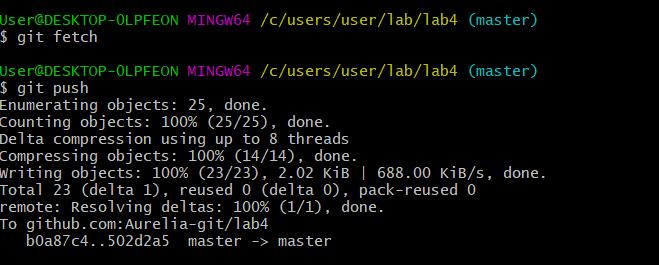 User@DESKTOP-OLPFEON MINGW64 /c/users/user/lab/lab4 (master)
$ git fetch
User@DESKTOP-OLPFEON MINGW64 /c/users/user/lab/lab4 (master)
$ git push
Enumerating objects: 25, done.
Counting objects: 100% (25/25), done.
Delta compression using up to 8 threads
Compressing objects: 100% (14/14), done.
Writing objects: 100% (23/23), 2.02 KiB | 688.00 KiB/s, done.
Total 23 (delta 1), reused 0 (delta 0), pack-reused 0
remote: Resolving deltas: 100% (1/1), done.
To github.com:Aurelia-git/lab4
   b0a87c4..502d2a5  master -> master